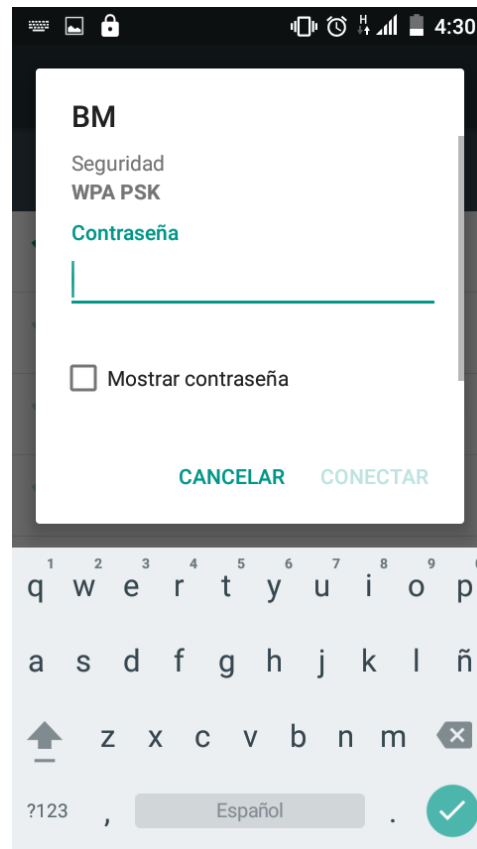 H 4:30
BM
Seguridad
WPA PSK
Contraseña
Mostrar contraseña
CANCELAR CONECTAR
1 2 3 4 5 6 7 8 9
q w e r t y u i o p
a s d f g h j k l ñ
z x c v b n m
?123 , Español .